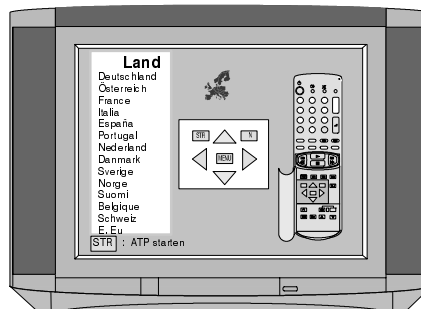 Land
Deutschland
Österreich
France
Italia
España
Portugal
Nederland
Danmark
Sverige
Norge
Suomi
Belgique
Schweiz
E. Eu
STR : ATP starten
STR
N
MENU